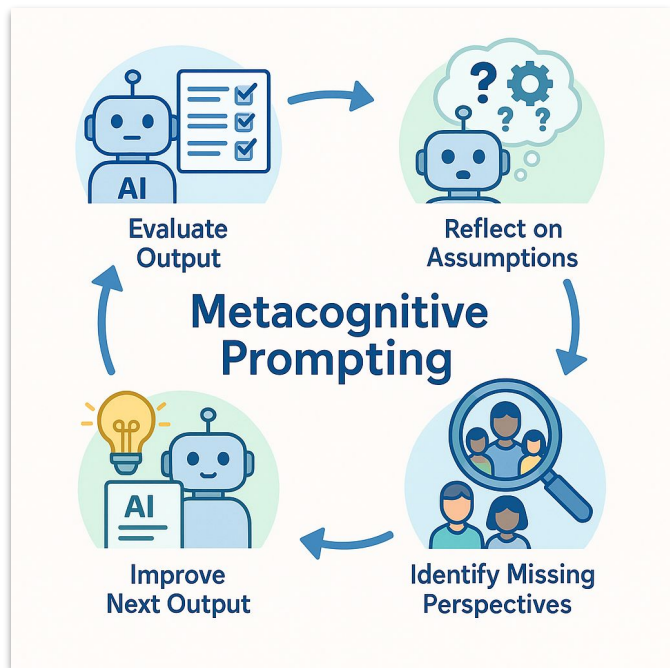 AI
Evaluate
Output
? ? ?
Reflect on
Assumptions
Metacognitive
Prompting
AI
Improve
Next Output
Identify Missing
Perspectives